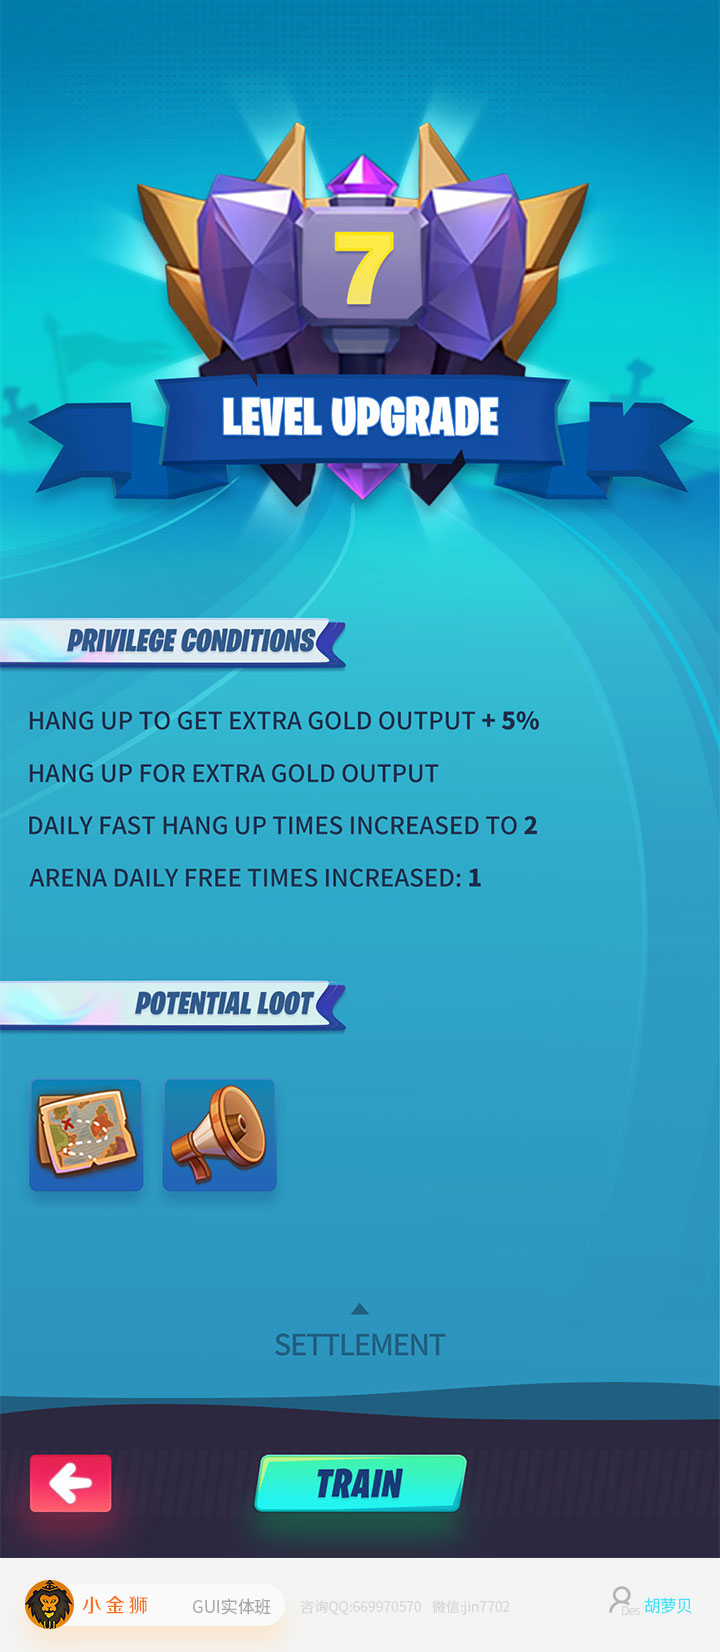 7
LEVEL UPGRADE
PRIVILEGE CONDITIONS
HANG UP TO GET EXTRA GOLD OUTPUT + 5%
HANG UP FOR EXTRA GOLD OUTPUT
DAILY FAST HANG UP TIMES INCREASED TO 2
ARENA DAILY FREE TIMES INCREASED: 1
POTENTIAL LOOT
SETTLEMENT
TRAIN
小金狮 GUI实体班 咨询QQ:669970570 微信:jin7702 Des 胡萝贝